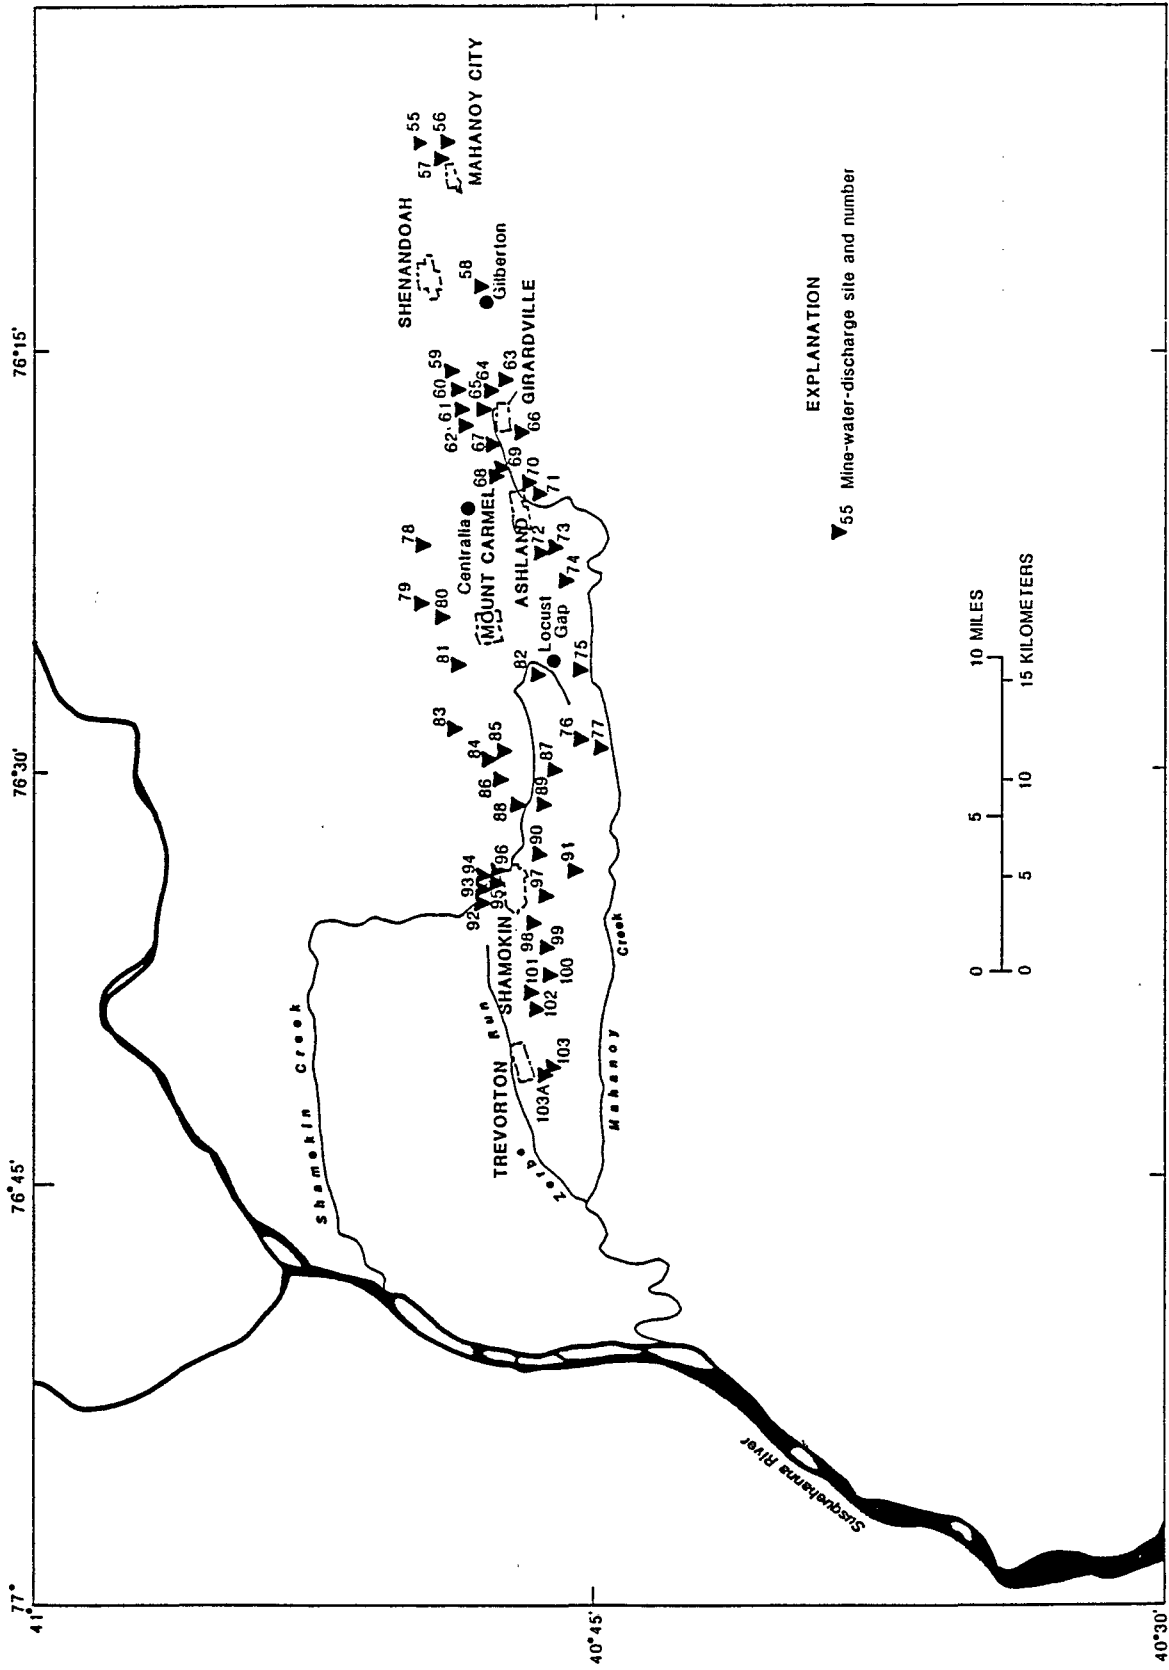 77°
76°45'
76°30'
76°15'
41°
40°45'
40°30'
55
56
57
MAHANOY CITY
SHENANDOAH
58
Gilberton
59
60
61
62
63
64
65
GIRARDVILLE
66
67
68
69
70
71
Centralia
MOUNT CARMEL
ASHLAND
72
73
74
78
79
80
81
82
Locust
Gap
75
76
77
83
84
85
86
87
88
89
90
91
92
93
94
95
96
97
SHAMOKIN
98
99
100
101
102
103
103A
TREVORTON
Zerbe Run
Shamokin Creek
Mahanoy Creek
Susquehanna River
EXPLANATION
55 Mine-water-discharge site and number
0 5 10 MILES
0 5 10 15 KILOMETERS